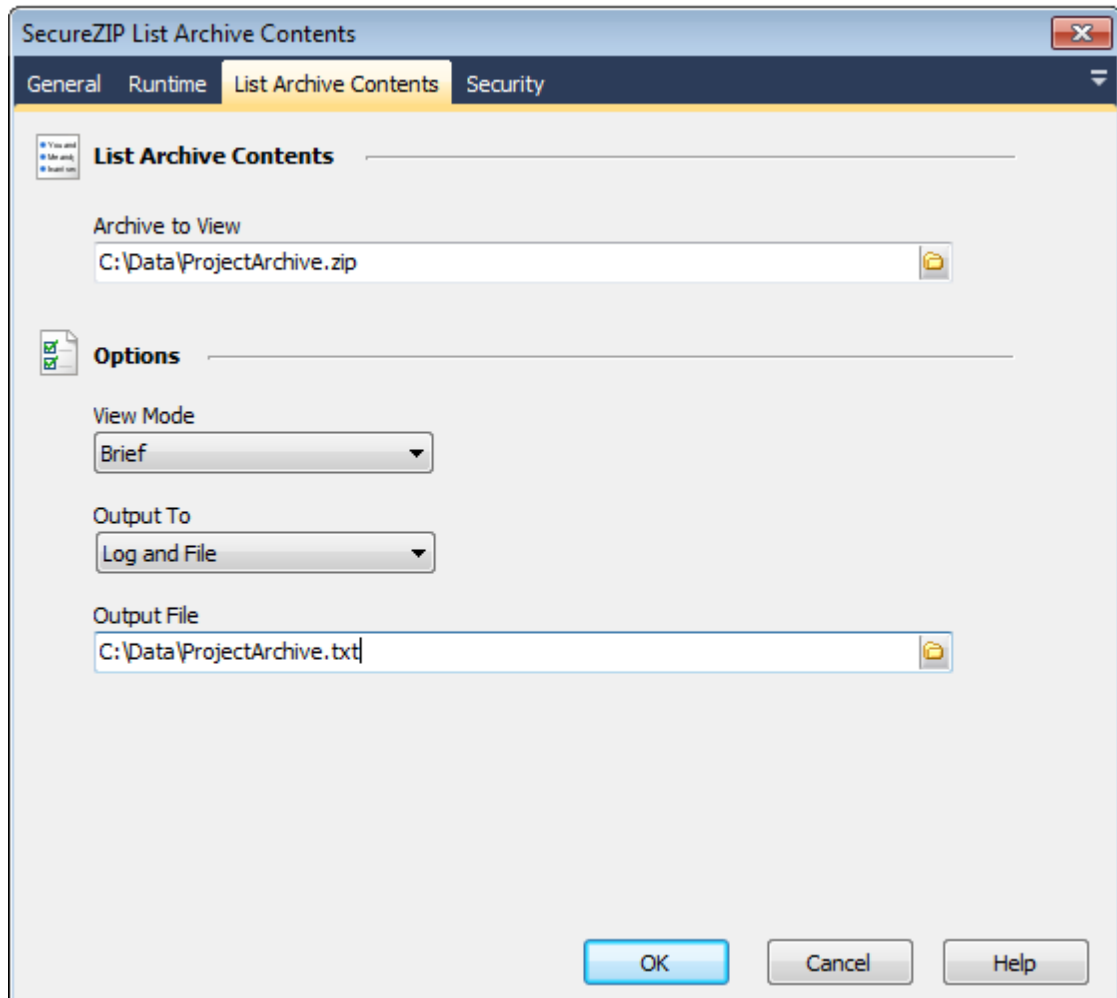 SecureZIP List Archive Contents
General Runtime List Archive Contents Security
List Archive Contents
Archive to View
C:\Data\ProjectArchive.zip
Options
View Mode
Brief
Output To
Log and File
Output File
C:\Data\ProjectArchive.txt
OK Cancel Help